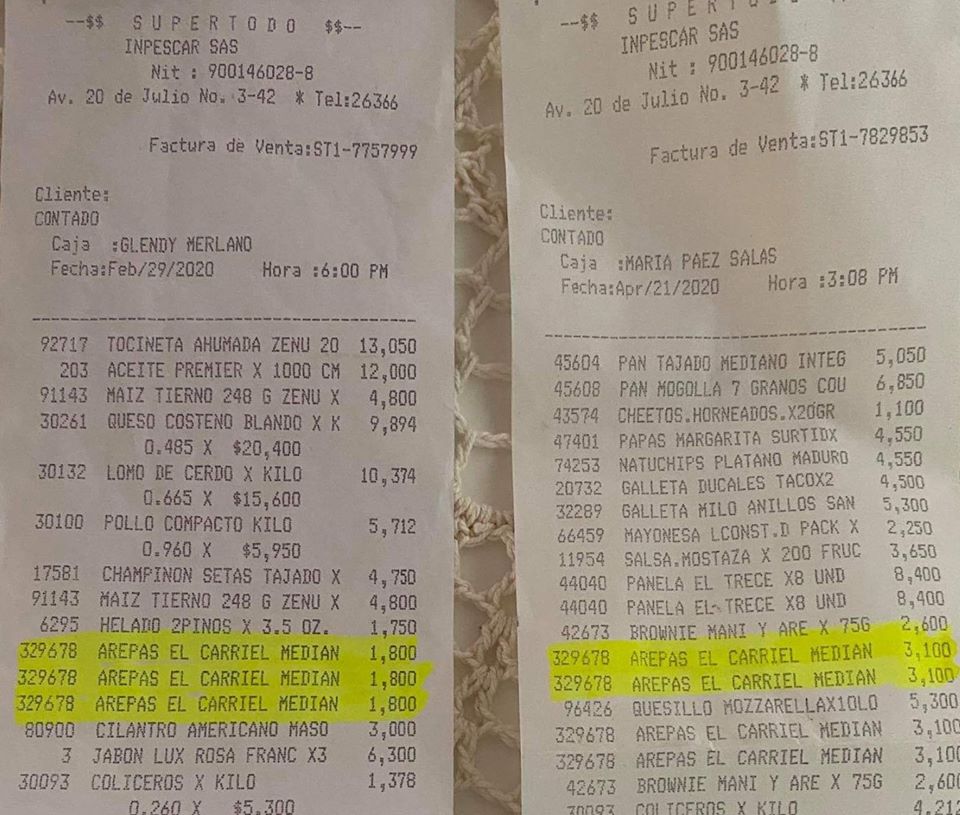 --$$ S U P E R T O D O $$--
INPESCAR SAS
Nit : 900146028-8
Av. 20 de Julio No. 3-42 * Tel:26366
Factura de Venta:ST1-7757999
Cliente:
CONTADO
Caja :GLENDY MERLANO
Fecha:Feb/29/2020 Hora :6:00 PM
92717 TOCINETA AHUMADA ZENU 20 13,050
203 ACEITE PREMIER X 1000 CM 12,000
91143 MAIZ TIERNO 248 G ZENU X 4,800
30261 QUESO COSTENO BLANDO X K 9,894
0.485 X $20,400
30132 LOMO DE CERDO X KILO 10,374
0.665 X $15,600
30100 POLLO COMPACTO KILO 5,712
0.960 X $5,950
17581 CHAMPINON SETAS TAJADO X 4,750
91143 MAIZ TIERNO 248 G ZENU X 4,800
6295 HELADO 2PINOS X 3.5 OZ. 1,750
329678 AREPAS EL CARRIEL MEDIAN 1,800
329678 AREPAS EL CARRIEL MEDIAN 1,800
329678 AREPAS EL CARRIEL MEDIAN 1,800
80900 CILANTRO AMERICANO MASO 3,000
3 JABON LUX ROSA FRANC X3 6,300
30093 COLICEROS X KILO 1,378
0.260 X $5,300
--$$ S U P E R T O D O
INPESCAR SAS
Nit : 900146028-8
Av. 20 de Julio No. 3-42 * Tel:26366
Factura de Venta:ST1-7829853
Cliente:
CONTADO
Caja :MARIA PAEZ SALAS
Fecha:Apr/21/2020 Hora :3:08 PM
45604 PAN TAJADO MEDIANO INTEG 5,050
45608 PAN MOGOLLA 7 GRANOS COU 6,850
43574 CHEETOS.HORNEADOS.X20GR 1,100
47401 PAPAS MARGARITA SURTIDX 4,550
74253 NATUCHIPS PLATANO MADURO 4,550
20732 GALLETA DUCALES TACOX2 4,500
32289 GALLETA MILO ANILLOS SAN 5,300
66459 MAYONESA LCONST.D PACK X 2,250
11954 SALSA.MOSTAZA X 200 FRUC 3,650
44040 PANELA EL TRECE X8 UND 8,400
44040 PANELA EL TRECE X8 UND 8,400
42673 BROWNIE MANI Y ARE X 75G 2,600
329678 AREPAS EL CARRIEL MEDIAN 3,100
329678 AREPAS EL CARRIEL MEDIAN 3,100
96426 QUESILLO MOZZARELLAX10LO 5,300
329678 AREPAS EL CARRIEL MEDIAN 3,100
329678 AREPAS EL CARRIEL MEDIAN 3,100
42673 BROWNIE MANI Y ARE X 75G 2,600
30093 COLICEROS X KILO 4,212